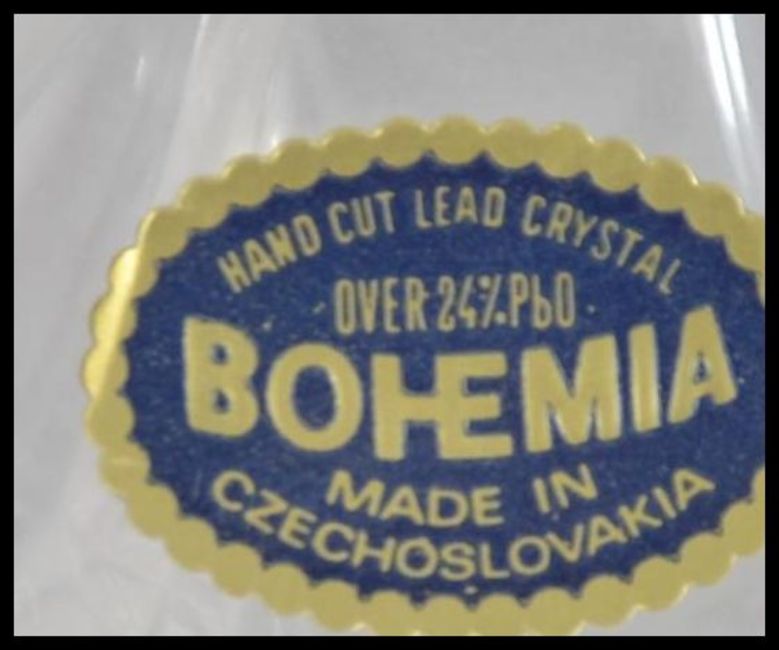 HAND CUT LEAD CRYSTAL
OVER 24% PbO
BOHEMIA
MADE IN
CZECHOSLOVAKIA